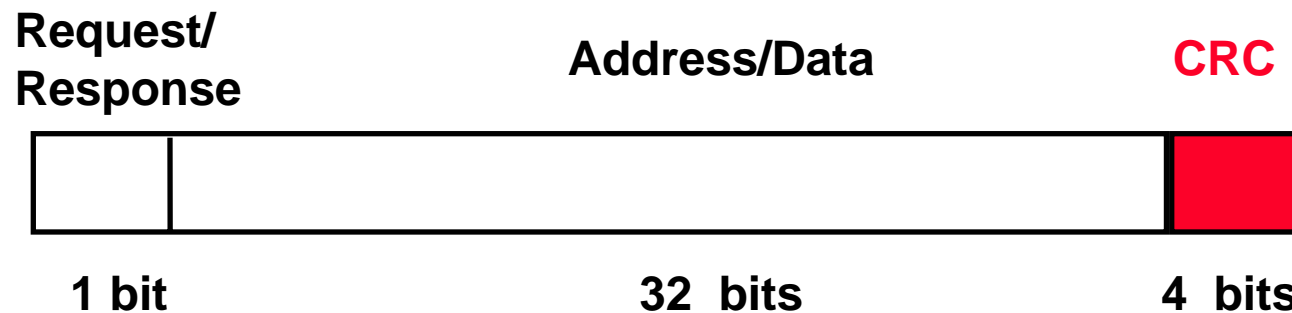 Request/
Response
Address/Data
CRC
1 bit
32 bits
4 bits